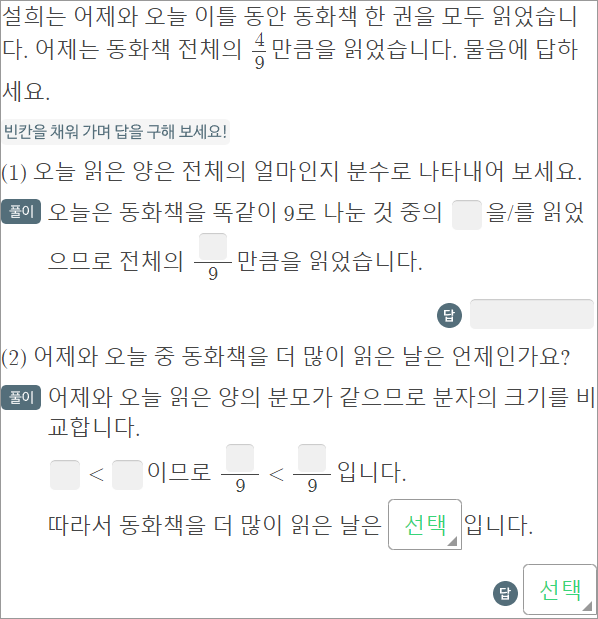 설희는 어제와 오늘 이틀 동안 동화책 한 권을 모두 읽었습니
다. 어제는 동화책 전체의 4/9 만큼을 읽었습니다. 물음에 답하
세요.
빈칸을 채워 가며 답을 구해 보세요!
(1) 오늘 읽은 양은 전체의 얼마인지 분수로 나타내어 보세요.
풀이 오늘은 동화책을 똑같이 9로 나눈 것 중의 을/를 읽었
으므로 전체의 /9 만큼을 읽었습니다.
답
(2) 어제와 오늘 중 동화책을 더 많이 읽은 날은 언제인가요?
풀이 어제와 오늘 읽은 양의 분모가 같으므로 분자의 크기를 비
교합니다.
< 이므로 /9 < /9 입니다.
따라서 동화책을 더 많이 읽은 날은 선택 입니다.
답 선택